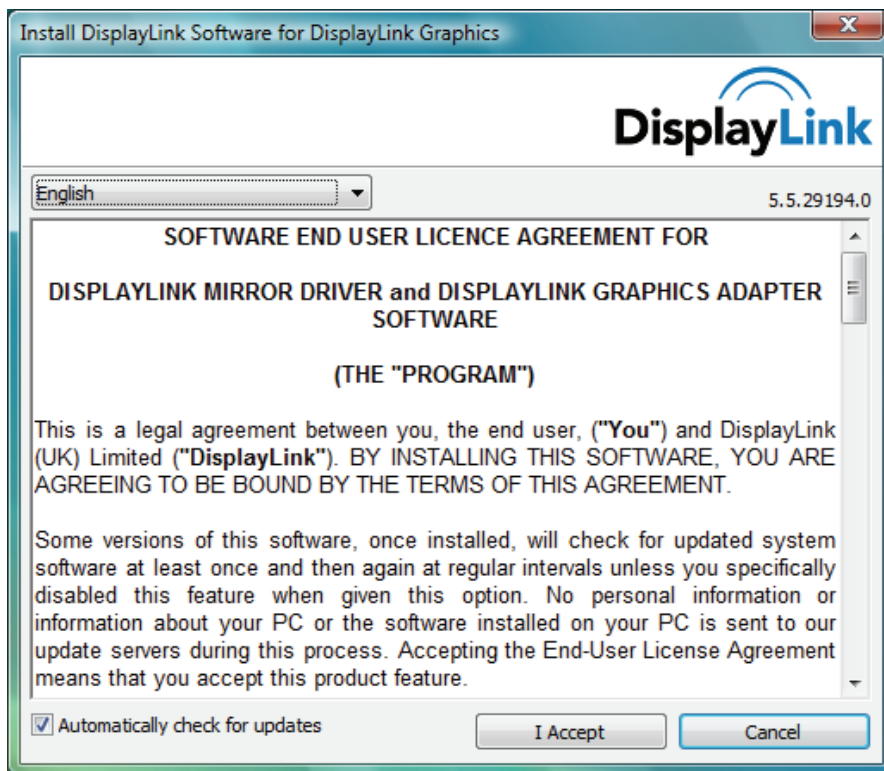 Install DisplayLink Software for DisplayLink Graphics
X
DisplayLink
English
5.5.29194.0
SOFTWARE END USER LICENCE AGREEMENT FOR
DISPLAYLINK MIRROR DRIVER and DISPLAYLINK GRAPHICS ADAPTER
SOFTWARE
(THE "PROGRAM")
This is a legal agreement between you, the end user, ("You") and DisplayLink
(UK) Limited ("DisplayLink"). BY INSTALLING THIS SOFTWARE, YOU ARE
AGREEING TO BE BOUND BY THE TERMS OF THIS AGREEMENT.
Some versions of this software, once installed, will check for updated system
software at least once and then again at regular intervals unless you specifically
disabled this feature when given this option. No personal information or
information about your PC or the software installed on your PC is sent to our
update servers during this process. Accepting the End-User License Agreement
means that you accept this product feature.
Automatically check for updates
I Accept
Cancel